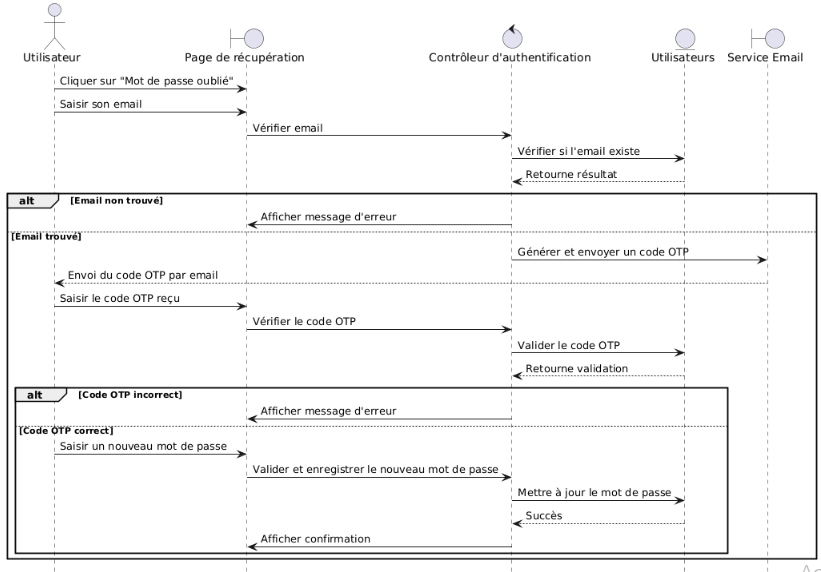 Utilisateur
Page de récupération
Contrôleur d'authentification
Utilisateurs
Service Email
Cliquer sur "Mot de passe oublié"
Saisir son email
Vérifier email
Vérifier si l'email existe
Retourne résultat
alt [Email non trouvé]
Afficher message d'erreur
[Email trouvé]
Générer et envoyer un code OTP
Envoi du code OTP par email
Saisir le code OTP reçu
Vérifier le code OTP
Valider le code OTP
Retourne validation
alt [Code OTP incorrect]
Afficher message d'erreur
[Code OTP correct]
Saisir un nouveau mot de passe
Valider et enregistrer le nouveau mot de passe
Mettre à jour le mot de passe
Succès
Afficher confirmation